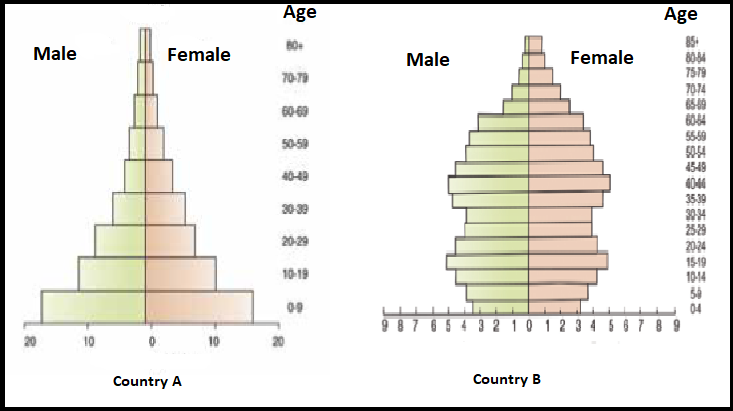 Age
Male
Female
80+
70-79
60-69
50-59
40-49
30-39
20-29
10-19
0-9
20 10 0 10 20
Country A
Age
Male
Female
85+
80-84
75-79
70-74
65-69
60-64
55-59
50-54
45-49
40-44
35-39
30-34
25-29
20-24
15-19
10-14
5-9
0-4
9 8 7 6 5 4 3 2 1 0 1 2 3 4 5 6 7 8 9
Country B